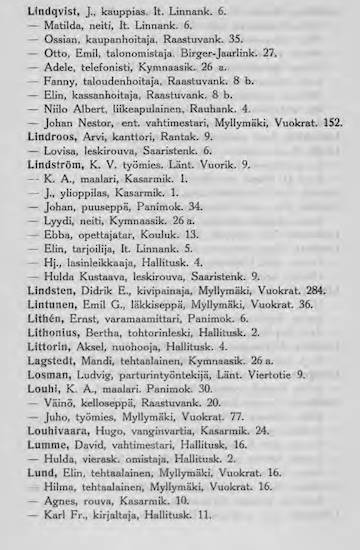 Lindqvist, J., kauppias. It. Linnank. 6.
— Matilda, neiti, It. Linnank. 6.
— Ossian, kaupanhoitaja. Raastuvank. 35.
— Otto, Emil, talonomistaja. Birger-Jaarlink. 27.
— Adele, telefonisti, Kymnaasik. 26 a.
— Fanny, taloudenhoitaja, Raastuvank. 8 b.
— Elin, kassanhoitaja, Raastuvank. 8 b.
— Niilo Albert, liikeapulainen, Rauhank. 4.
— Johan Nestor, ent. vahtimestari, Myllymäki, Vuokrat. 152.
Lindroos, Arvi, kanttori, Rantak. 9.
— Lovisa, leskirouva, Saaristenk. 6.
Lindström, K. V. työmies. Länt. Vuorik. 9.
— K. A., maalari, Kasarmik. 1.
— J., ylioppilas, Kasarmik. 1.
— Johan, puuseppä, Panimok. 34.
— Lyydi, neiti, Kymnaasik. 26 a.
— Ebba, opettajatar, Kouluk. 13.
— Elin, tarjoilija, It. Linnank. 5.
— Hj., lasinleikkaaja, Hallitusk. 4.
— Hulda Kustaava, leskirouva, Saaristenk. 9.
Lindsten, Didrik E., kivipainaja, Myllymäki, Vuokrat. 284.
Lintunen, Emil G., läkkiseppä, Myllymäki, Vuokrat. 36.
Lithén, Ernst, varamaamittari, Panimok. 6.
Lithonius, Bertha, tohtorinleski, Hallitusk. 2.
Littorin, Aksel, nuohooja, Hallitusk. 4.
Lagstedt, Mandi, tehtaalainen, Kymnaasik. 26 a.
Losman, Ludvig, parturintyöntekijä, Länt. Viertotie 9.
Louhi, K. A., maalari. Panimok. 30.
— Väinö, kelloseppä, Raastuvank. 20.
— Juho, työmies, Myllymäki, Vuokrat. 77.
Louhivaara, Hugo, vanginvartia, Kasarmik. 24.
Lumme, David, vahtimestari, Hallitusk. 16.
— Hulda, vierask. omistaja, Hallitusk. 2.
Lund, Elin, tehtaalainen, Myllymäki, Vuokrat. 16.
— Hilma, tehtaalainen, Myllymäki, Vuokrat. 16.
— Agnes, rouva, Kasarmik. 10.
— Karl Fr., kirjaltaja, Hallitusk. 11.